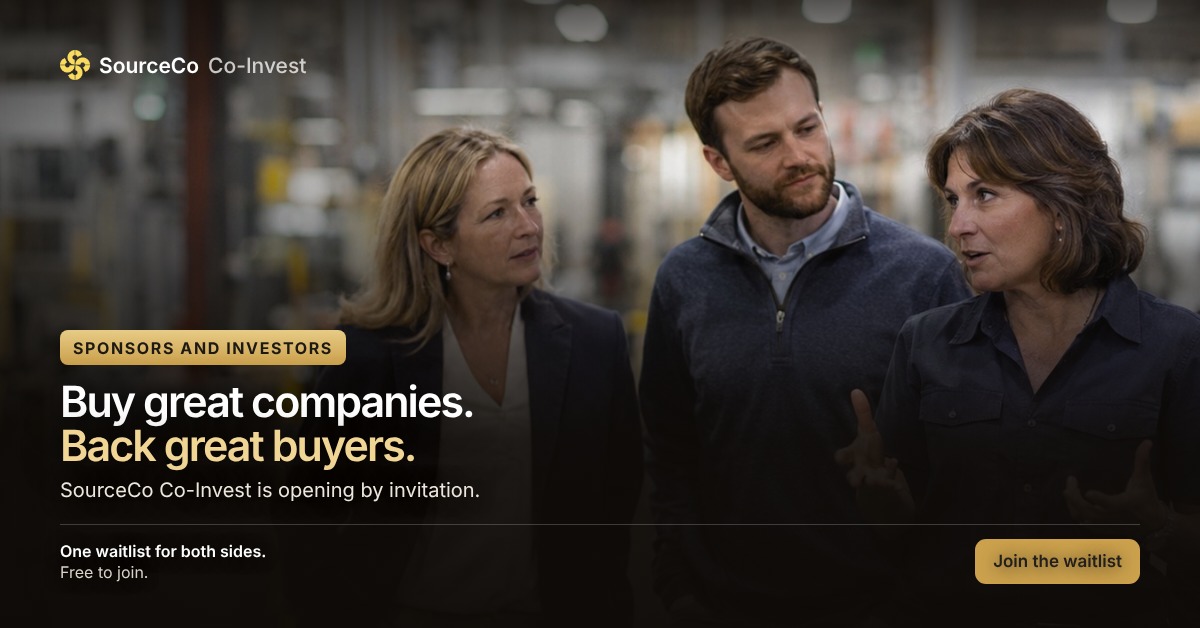 SourceCo Co-Invest
SPONSORS AND INVESTORS
Buy great companies.
Back great buyers.
SourceCo Co-Invest is opening by invitation.
One waitlist for both sides.
Free to join.
Join the waitlist